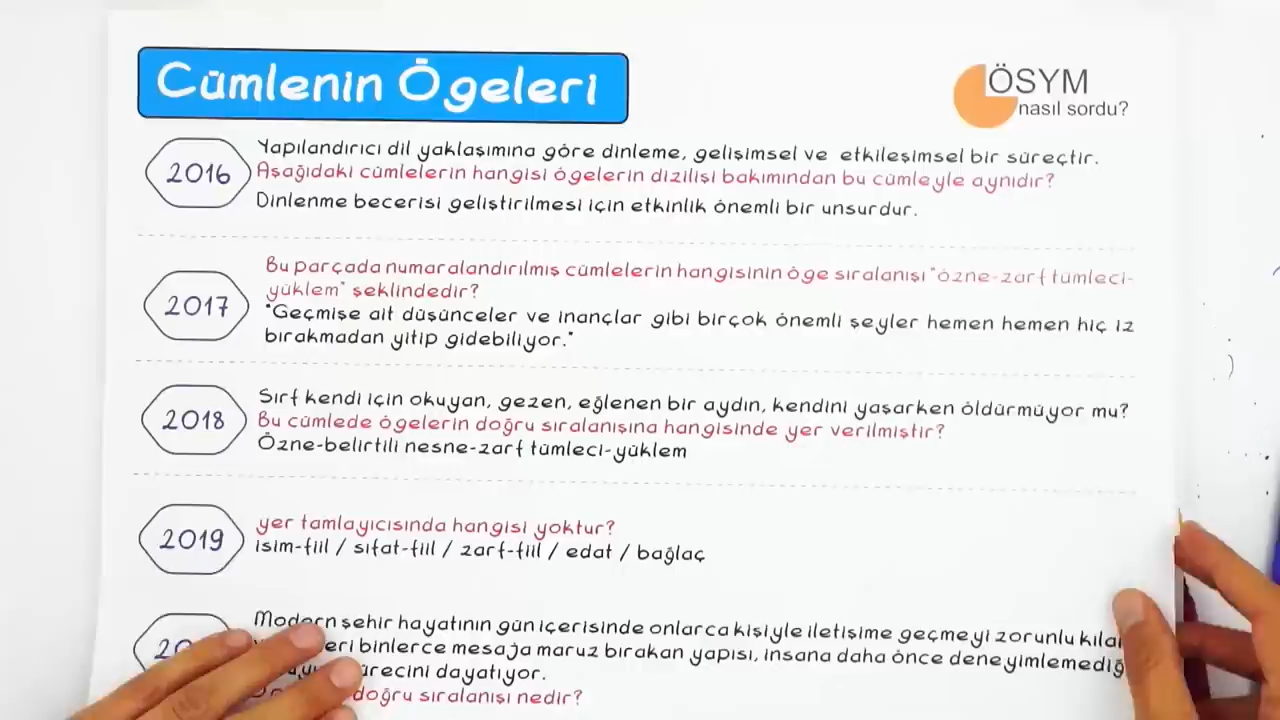 Cümlenin Ögeleri
ÖSYM
nasıl sordu?
2016
Yapılandırıcı dil yaklaşımına göre dinleme, gelişimsel ve etkileşimsel bir süreçtir.
Aşağıdaki cümlelerin hangisi ögelerin dizilişi bakımından bu cümleyle aynıdır?
Dinlenme becerisi geliştirilmesi için etkinlik önemli bir unsurdur.
2017
Bu parçada numaralandırılmış cümlelerin hangisinin öge sıralanışı "özne-zarf tümleci-
yüklem" şeklindedir?
"Geçmişe ait düşünceler ve inançlar gibi birçok önemli şeyler hemen hemen hiç iz
bırakmadan yitip gidebiliyor."
2018
Sırf kendi için okuyan, gezen, eğlenen bir aydın, kendini yaşarken öldürmüyor mu?
Bu cümlede ögelerin doğru sıralanışına hangisinde yer verilmiştir?
Özne-belirtili nesne-zarf tümleci-yüklem
2019
yer tamlayıcısında hangisi yoktur?
isim-fiil / sıfat-fiil / zarf-fiil / edat / bağlaç
Modern şehir hayatının gün içerisinde onlarca kişiyle iletişime geçmeyi zorunlu kılan
binlerce mesaja maruz bırakan yapısı, insana daha önce deneyimlemediğ
sürecini dayatıyor.
doğru sıralanışı nedir?